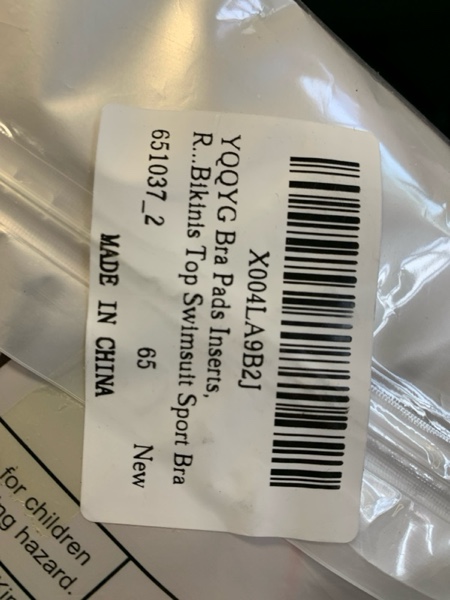 X004LA9B2J
YQQYG Bra Pads Inserts,
R...Bikinis Top Swimsuit Sport Bra
651037_2 65 New
MADE IN CHINA
for children
hazard.